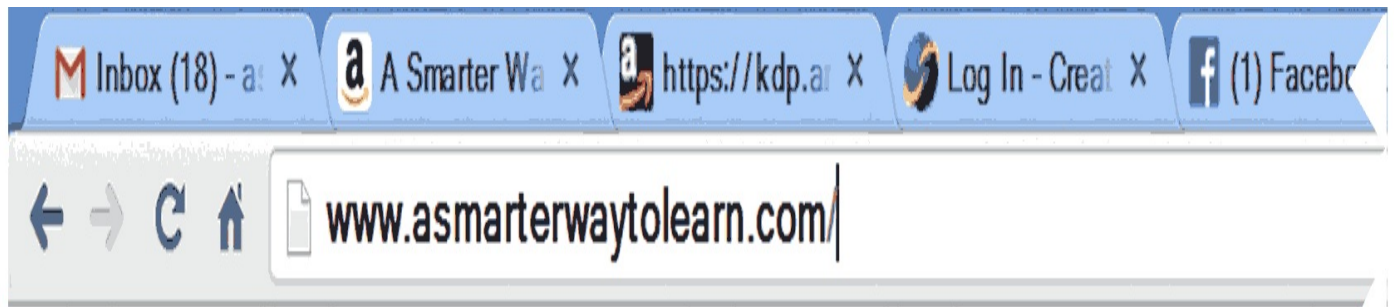 Inbox (18) - a
A Smarter Wa
https://kdp.a
Log In - Creat
(1) Facebo
www.asmarterwaytolearn.com/